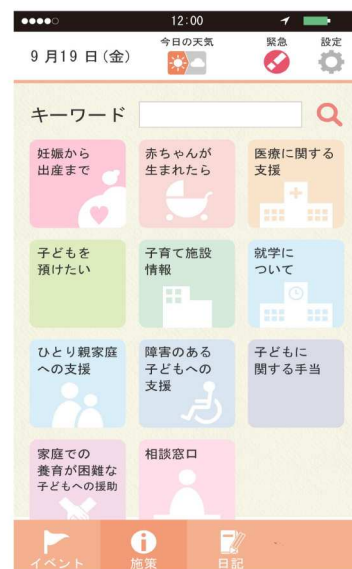 12:00
9月19日(金)
今日の天気
緊急
設定
キーワード
妊娠から
出産まで
赤ちゃんが
生まれたら
医療に関する
支援
子どもを
預けたい
子育て施設
情報
就学に
ついて
ひとり親家庭
への支援
障害のある
子どもへの
支援
子どもに
関する手当
家庭での
養育が困難な
子どもへの援助
相談窓口
イベント
施策
日記